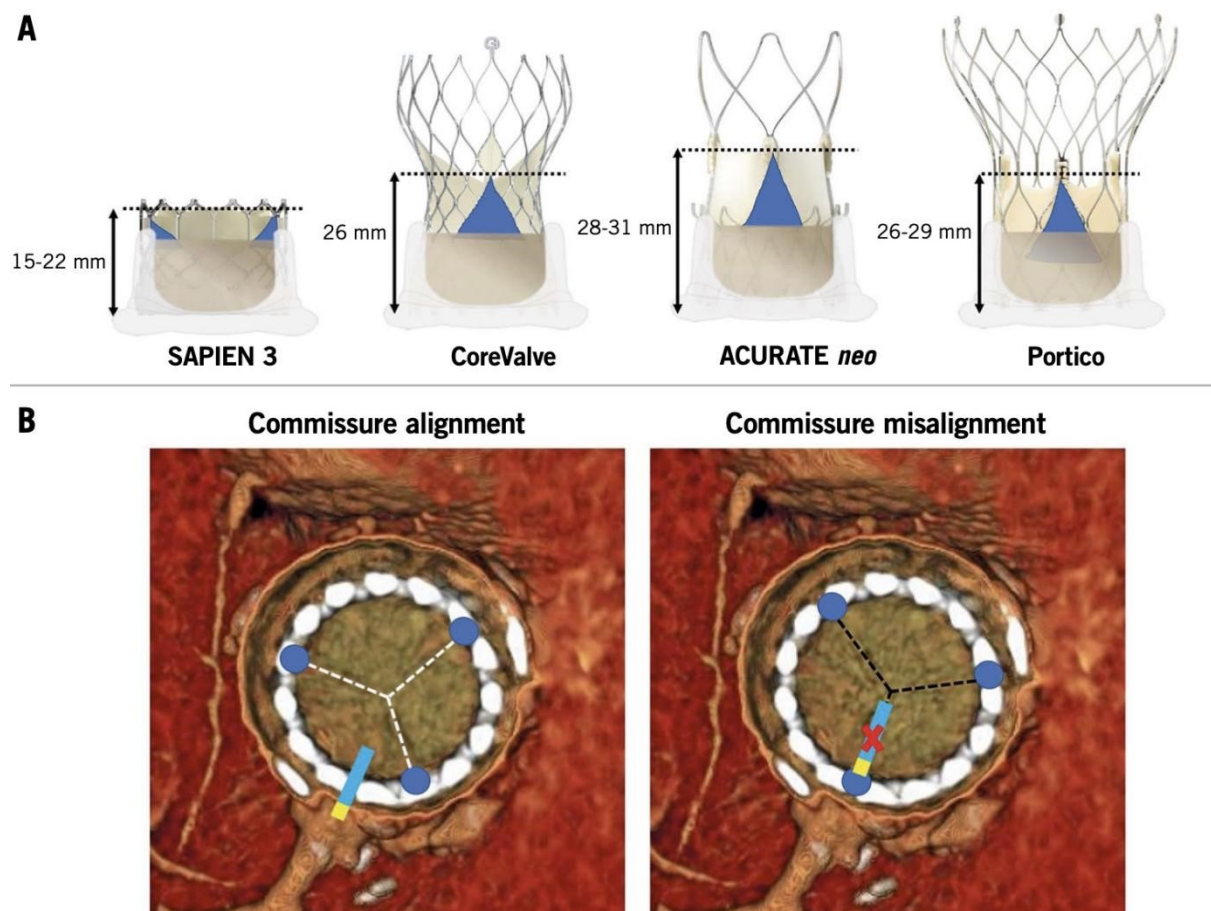 A
15-22 mm
26 mm
28-31 mm
26-29 mm
SAPIEN 3
CoreValve
ACURATE neo
Portico
B
Commissure alignment
Commissure misalignment